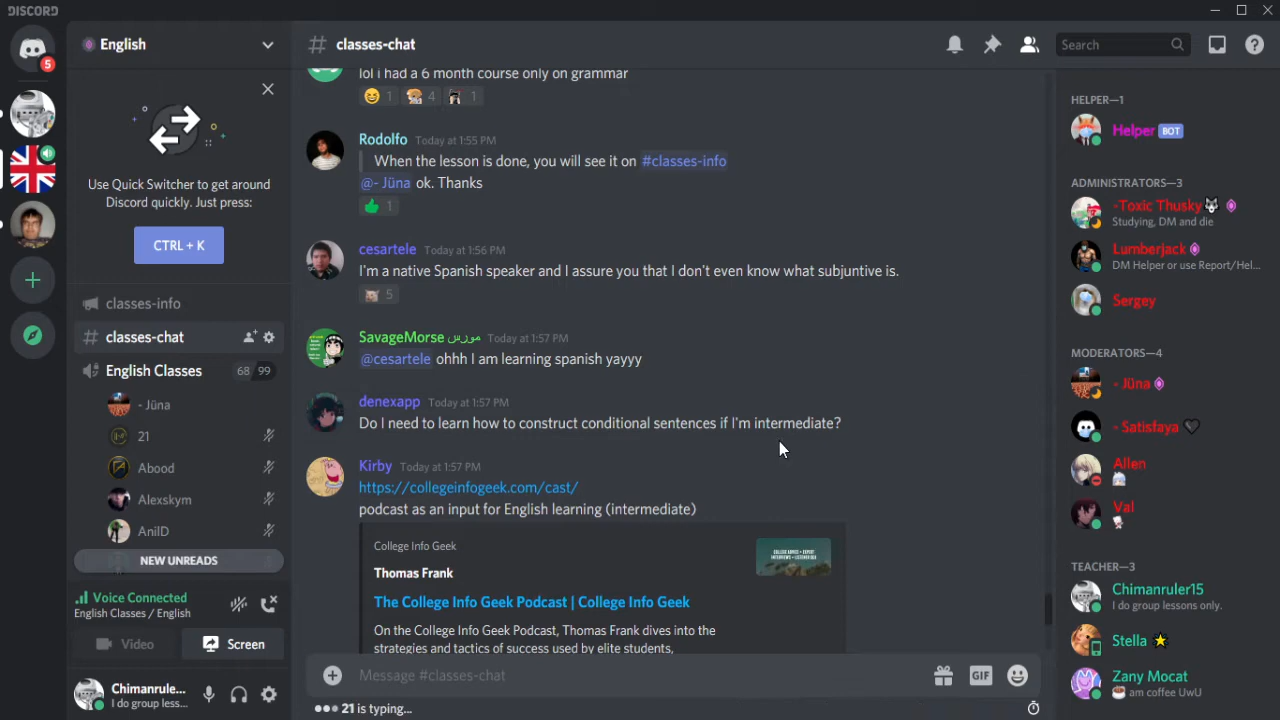 DISCORD
5
English
Use Quick Switcher to get around
Discord quickly. Just press:
CTRL + K
classes-info
classes-chat
English Classes 68 99
- Jüna
21
Abood
Alexskym
AnilD
NEW UNREADS
Voice Connected
English Classes / English
Video
Screen
Chimanrule...
I do group less...
# classes-chat
Search
lol i had a 6 month course only on grammar
1 4 1
Rodolfo Today at 1:55 PM
When the lesson is done, you will see it on #classes-info
@- Jüna ok. Thanks
1
cesartele Today at 1:56 PM
I'm a native Spanish speaker and I assure you that I don't even know what subjuntive is.
5
SavageMorse مورس Today at 1:57 PM
@cesartele ohhh I am learning spanish yayyy
denexapp Today at 1:57 PM
Do I need to learn how to construct conditional sentences if I'm intermediate?
Kirby Today at 1:57 PM
https://collegeinfogeek.com/cast/
podcast as an input for English learning (intermediate)
College Info Geek
Thomas Frank
The College Info Geek Podcast | College Info Geek
On the College Info Geek Podcast, Thomas Frank dives into the
strategies and tactics of success used by elite students,
Message #classes-chat
GIF
21 is typing...
HELPER—1
Helper BOT
ADMINISTRATORS—3
-Toxic Thusky
Studying, DM and die
Lumberjack
DM Helper or use Report/Hel...
Sergey
MODERATORS—4
- Jüna
- Satisfaya
Allen
Val
TEACHER—3
Chimanruler15
I do group lessons only.
Stella
Zany Mocat
am coffee UwU